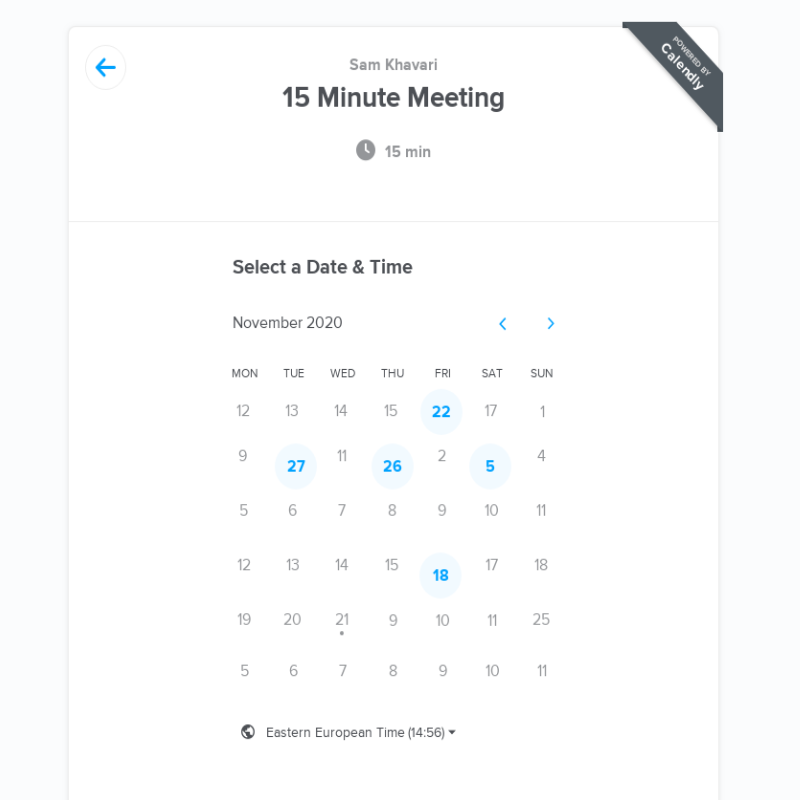 POWERED BY
Calendly
Sam Khavari
15 Minute Meeting
15 min
Select a Date & Time
November 2020
MON TUE WED THU FRI SAT SUN
12 13 14 15 22 17 1
9 27 11 26 2 5 4
5 6 7 8 9 10 11
12 13 14 15 18 17 18
19 20 21 9 10 11 25
5 6 7 8 9 10 11
Eastern European Time (14:56)